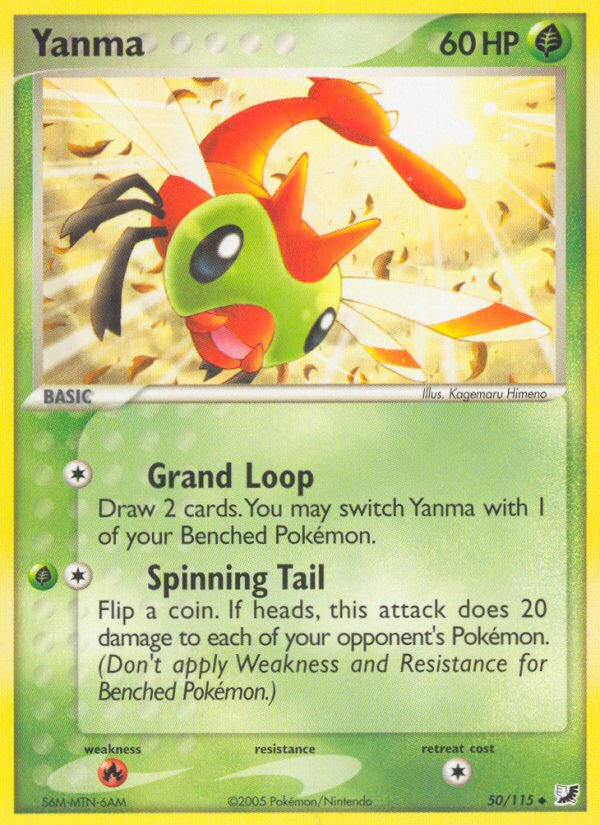 Yanma
60 HP
BASIC
Illus. Kagemaru Himeno
Grand Loop
Draw 2 cards. You may switch Yanma with 1
of your Benched Pokémon.
Spinning Tail
Flip a coin. If heads, this attack does 20
damage to each of your opponent's Pokémon.
(Don't apply Weakness and Resistance for
Benched Pokémon.)
weakness
resistance
retreat cost
S6M-MTN-6AM
©2005 Pokémon/Nintendo
50/115